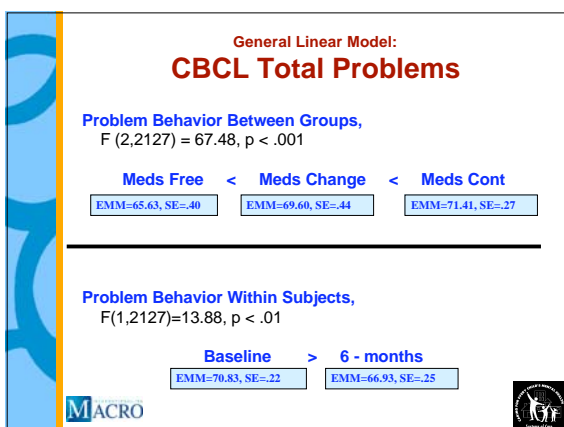 General Linear Model:
CBCL Total Problems
Problem Behavior Between Groups,
F (2,2127) = 67.48, p < .001
Meds Free < Meds Change < Meds Cont
EMM=65.63, SE=.40 EMM=69.60, SE=.44 EMM=71.41, SE=.27
Problem Behavior Within Subjects,
F(1,2127)=13.88, p < .01
Baseline > 6 - months
EMM=70.83, SE=.22 EMM=66.93, SE=.25
MACRO